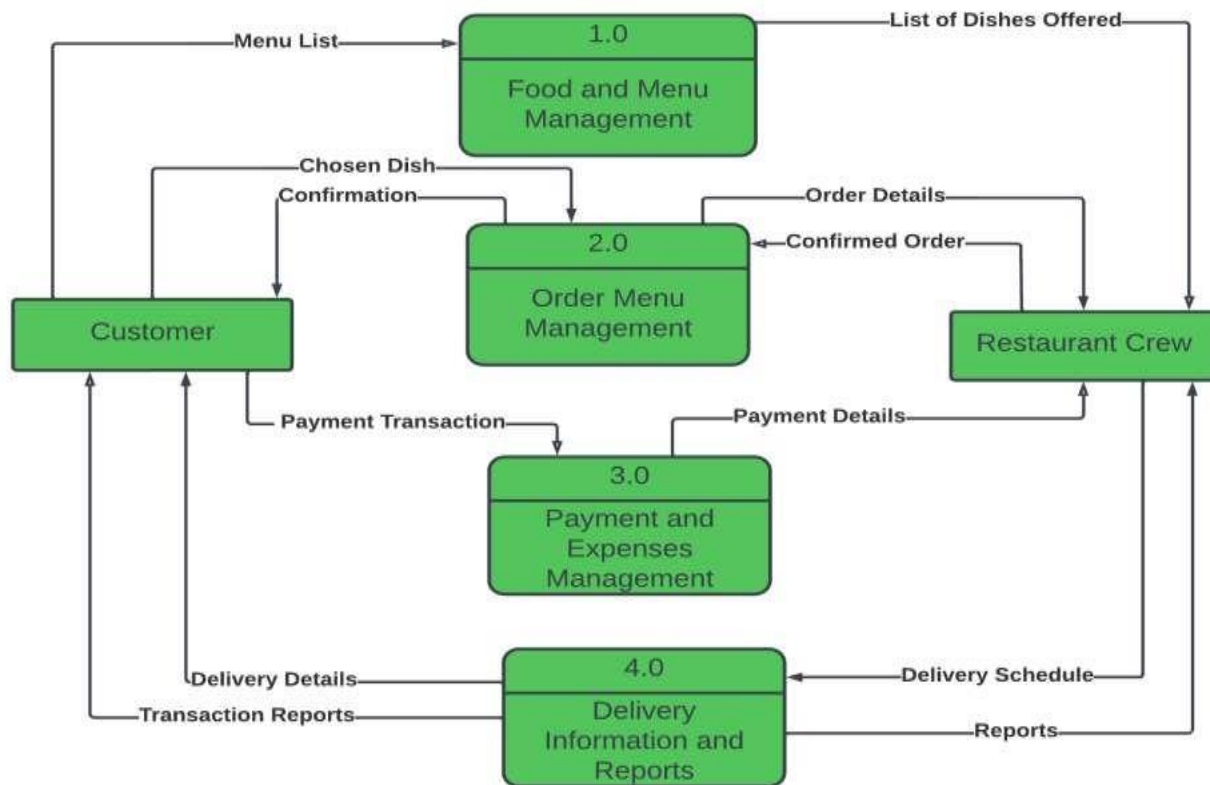 List of Dishes Offered
1.0
Menu List
Food and Menu
Management
Chosen Dish
Confirmation
Order Details
2.0
Confirmed Order
Order Menu
Management
Customer
Restaurant Crew
Payment Transaction
Payment Details
3.0
Payment and
Expenses
Management
4.0
Delivery Details
Delivery Schedule
Transaction Reports
Delivery
Information and
Reports
Reports